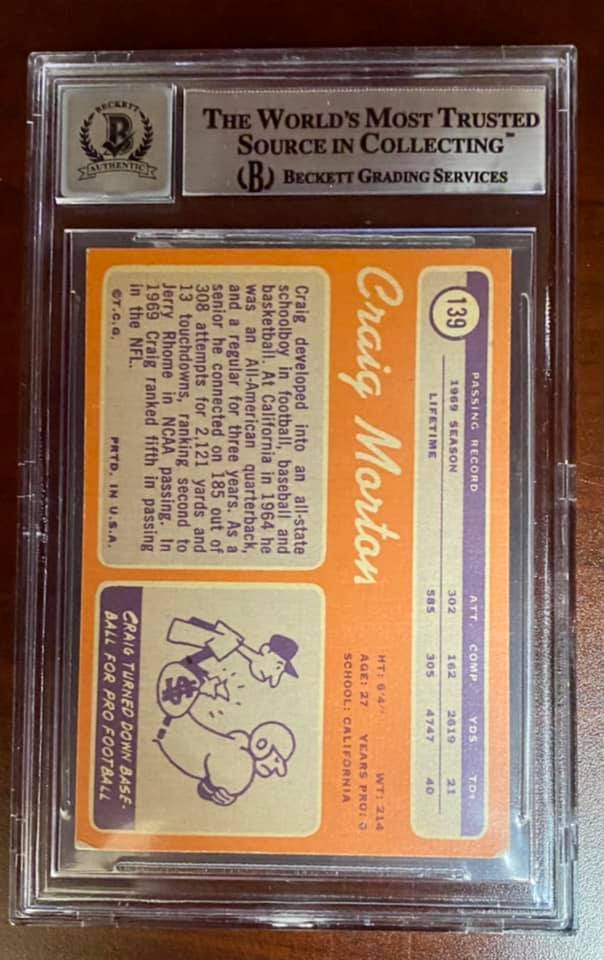 BECKETT
B
AUTHENTIC
THE WORLD'S MOST TRUSTED
SOURCE IN COLLECTING™
(B) BECKETT GRADING SERVICES
139
PASSING RECORD ATT. COMP. YDS. TDs
1969 SEASON 302 162 2619 21
LIFETIME 585 305 4747 40
Craig Morton
HT: 6'4" WT: 214
AGE: 27 YEARS PRO:
SCHOOL: CALIFORNIA
Craig developed into an all-state
schoolboy in football, baseball and
basketball. At California in 1964 he
was an All-American quarterback,
and a regular for three years. As a
senior he connected on 185 out of
308 attempts for 2,121 yards and
13 touchdowns, ranking second to
Jerry Rhome in NCAA passing. In
1969 Craig ranked fifth in passing
in the NFL.
©T.C.G. PRTD. IN U.S.A.
$
CRAIG TURNED DOWN BASE-
BALL FOR PRO FOOTBALL